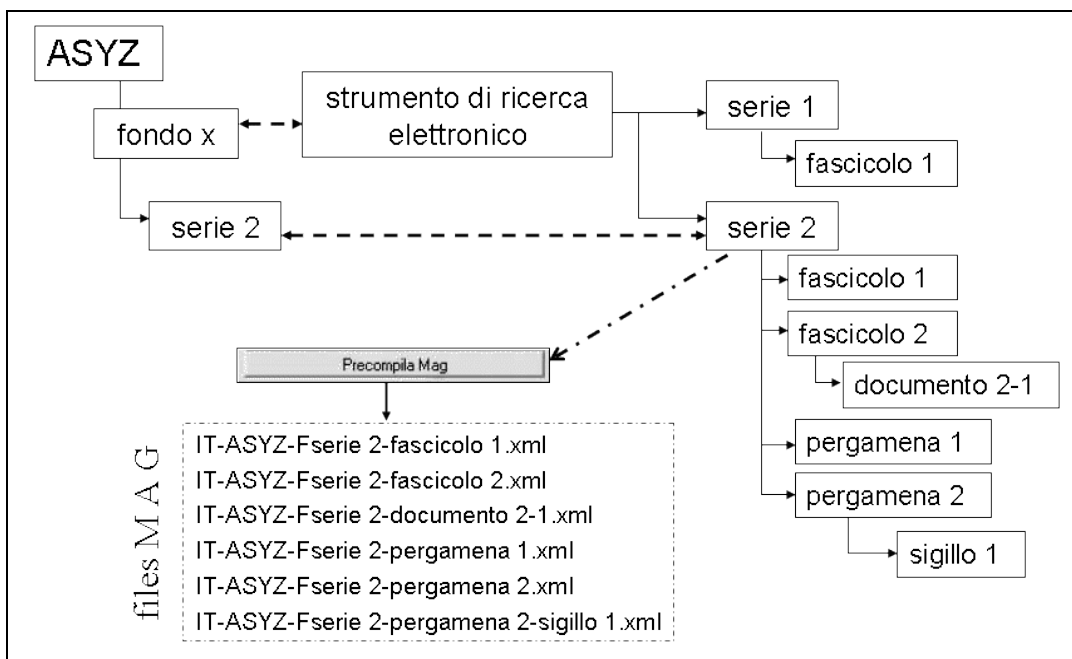 ASYZ
fondo x
serie 2
strumento di ricerca
elettronico
serie 1
fascicolo 1
serie 2
fascicolo 1
fascicolo 2
documento 2-1
pergamena 1
pergamena 2
sigillo 1
Precompila Mag
files M A G
IT-ASYZ-Fserie 2-fascicolo 1.xml
IT-ASYZ-Fserie 2-fascicolo 2.xml
IT-ASYZ-Fserie 2-documento 2-1.xml
IT-ASYZ-Fserie 2-pergamena 1.xml
IT-ASYZ-Fserie 2-pergamena 2.xml
IT-ASYZ-Fserie 2-pergamena 2-sigillo 1.xml